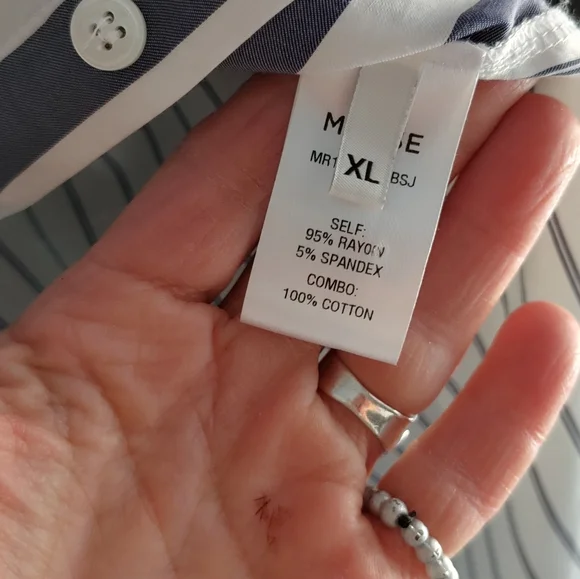 XL
SELF:
95% RAYON
5% SPANDEX
COMBO:
100% COTTON